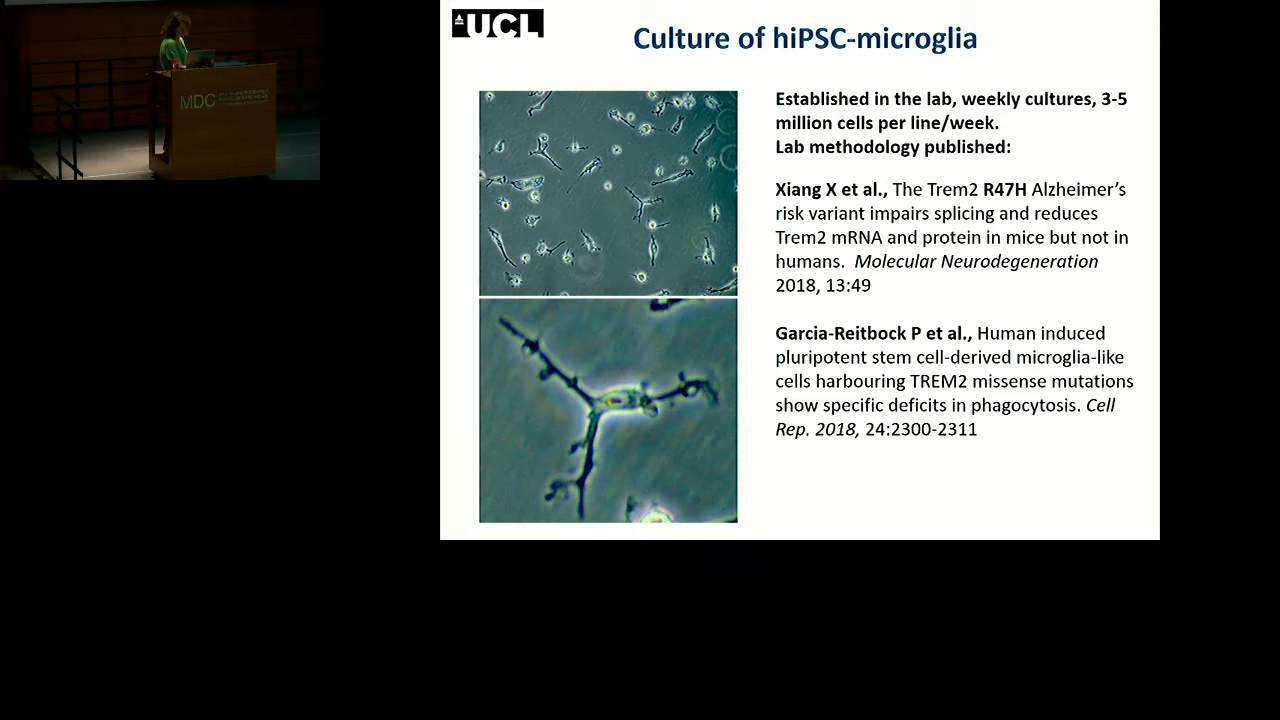 UCL
Culture of hiPSC-microglia
MDC
Established in the lab, weekly cultures, 3-5
million cells per line/week.
Lab methodology published:
Xiang X et al., The Trem2 R47H Alzheimer’s
risk variant impairs splicing and reduces
Trem2 mRNA and protein in mice but not in
humans. Molecular Neurodegeneration
2018, 13:49
Garcia-Reitbock P et al., Human induced
pluripotent stem cell-derived microglia-like
cells harbouring TREM2 missense mutations
show specific deficits in phagocytosis. Cell
Rep. 2018, 24:2300-2311